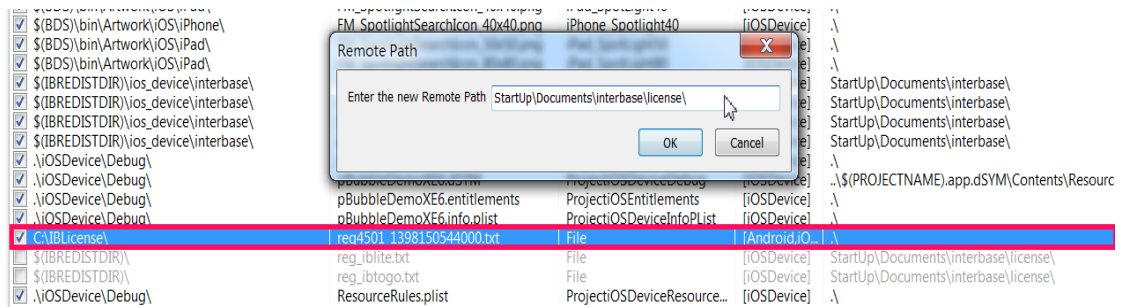 $(BDS)\bin\Artwork\iOS\iPhone\ FM_SpotlightSearchIcon_40x40.png iPhone_Spotlight40 [iOSDevice] .\
$(BDS)\bin\Artwork\iOS\iPad\ .\
$(BDS)\bin\Artwork\iOS\iPad\ .\
$(IBREDISTDIR)\ios_device\interbase\ StartUp\Documents\interbase\
$(IBREDISTDIR)\ios_device\interbase\ StartUp\Documents\interbase\
$(IBREDISTDIR)\ios_device\interbase\ StartUp\Documents\interbase\
$(IBREDISTDIR)\ios_device\interbase\ StartUp\Documents\interbase\
.\iOSDevice\Debug\ .\
Remote Path
Enter the new Remote Path StartUp\Documents\interbase\license\
OK Cancel
.\iOSDevice\Debug\ pBubbleDemoXE6.dSYM ProjectiOSDeviceDebug [iOSDevice] ..\$(PROJECTNAME).app.dSYM\Contents\Resourc
.\iOSDevice\Debug\ pBubbleDemoXE6.entitlements ProjectiOSEntitlements [iOSDevice] .\
.\iOSDevice\Debug\ pBubbleDemoXE6.info.plist ProjectiOSDeviceInfoPList [iOSDevice] .\
C:\IBLicense\ reg4501_1398150544000.txt File [Android,iO... .\
$(IBREDISTDIR)\ reg_iblite.txt File [iOSDevice] StartUp\Documents\interbase\license\
$(IBREDISTDIR)\ reg_ibtogo.txt File [iOSDevice] StartUp\Documents\interbase\license\
.\iOSDevice\Debug\ ResourceRules.plist ProjectiOSDeviceResource... [iOSDevice] .\